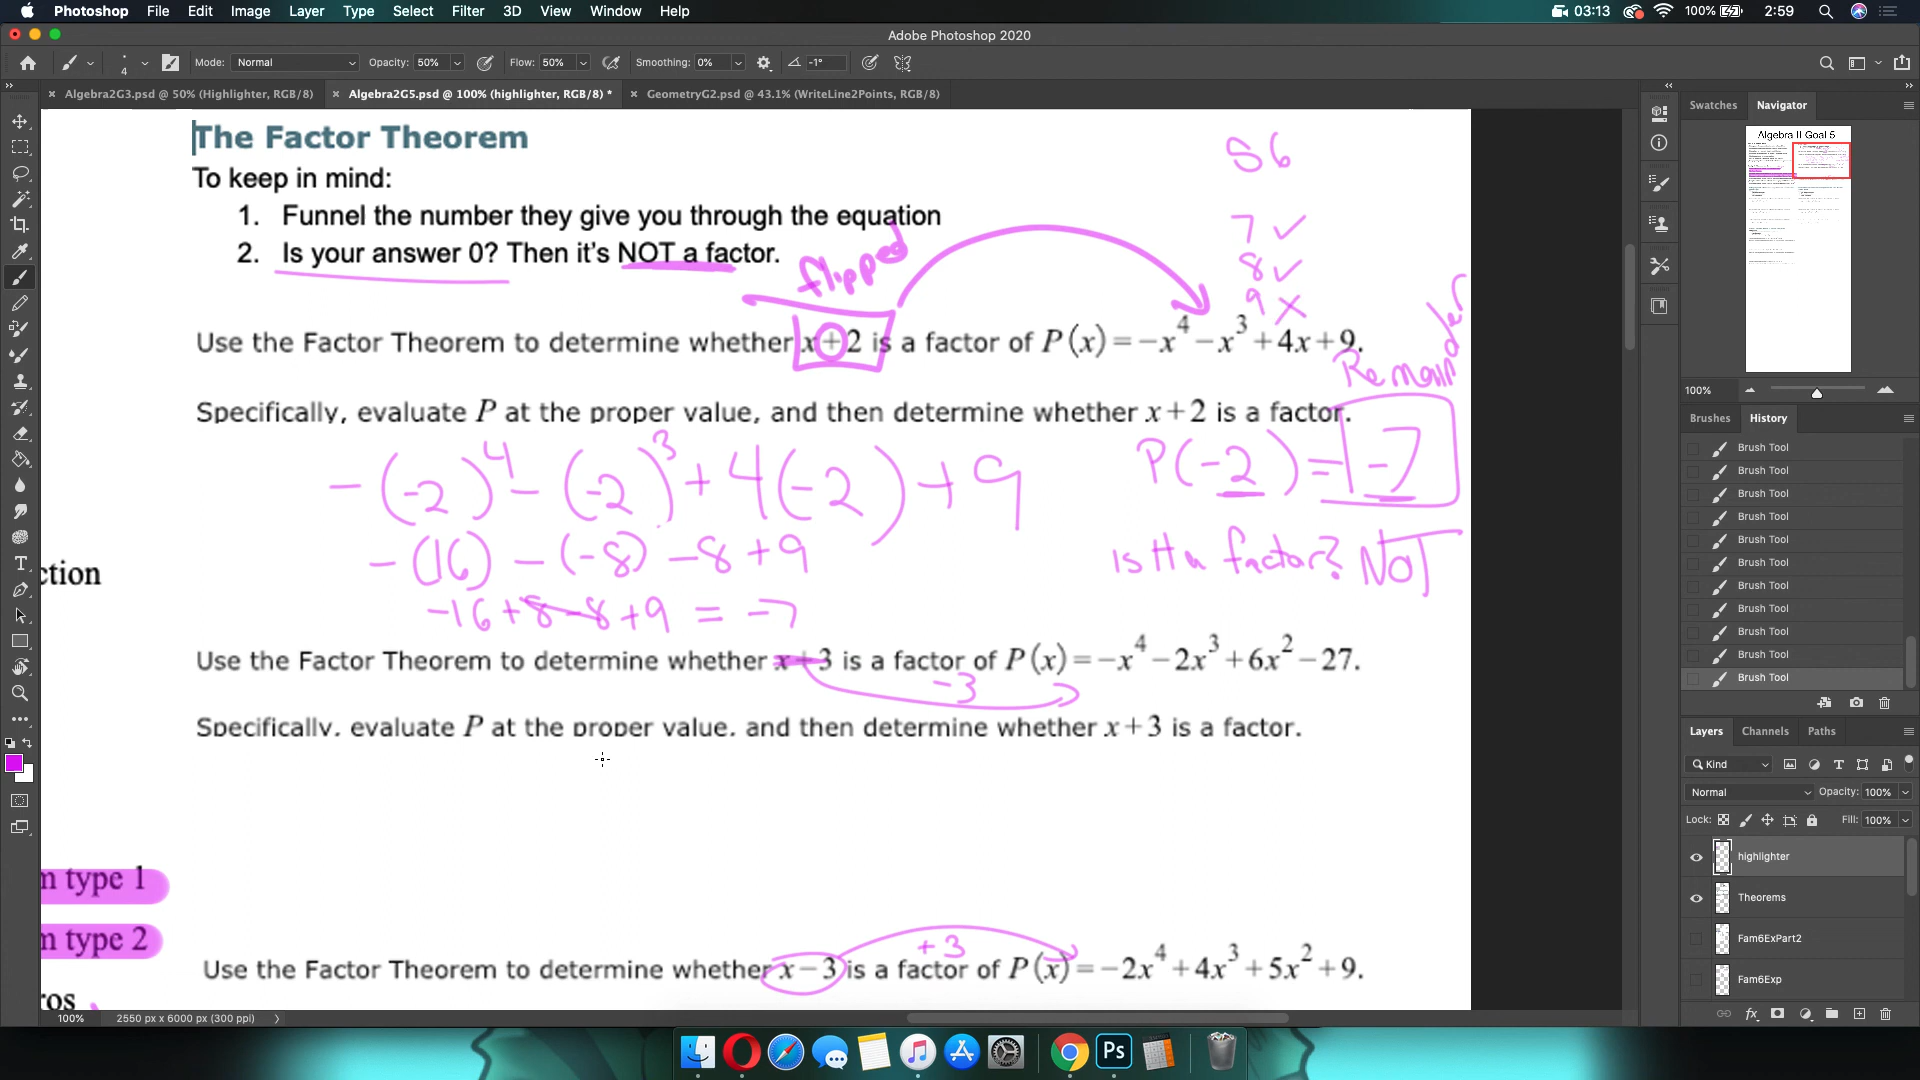 Photoshop File Edit Image Layer Type Select Filter 3D View Window Help 03:13 100% 2:59
Adobe Photoshop 2020
4 Mode: Normal Opacity: 50% Flow: 50% Smoothing: 0% -1°
Algebra2G3.psd @ 50% (Highlighter, RGB/8) Algebra2G5.psd @ 100% (highlighter, RGB/8) * GeometryG2.psd @ 43.1% (WriteLine2Points, RGB/8)
The Factor Theorem
To keep in mind:
1. Funnel the number they give you through the equation
2. Is your answer 0? Then it's NOT a factor.
flipped
S6
7 ✓
8 ✓
9 X
Use the Factor Theorem to determine whether x+2 is a factor of P(x)=−x⁴−x³+4x+9.
Remainder
Specifically, evaluate P at the proper value, and then determine whether x+2 is a factor.
-(-2)⁴-(-2)³+4(-2)+9
P(-2)=-7
-(16)-(-8)-8+9
Is it a factor? NOT
-16+8-8+9=-7
ction
Use the Factor Theorem to determine whether x+3 is a factor of P(x)=−x⁴−2x³+6x²−27.
-3
Specifically, evaluate P at the proper value, and then determine whether x+3 is a factor.
m type 1
m type 2
+3
Use the Factor Theorem to determine whether x−3 is a factor of P(x)=−2x⁴+4x³+5x²+9.
ros
100% 2550 px x 6000 px (300 ppi)
Swatches Navigator
Algebra II Goal 5
100%
Brushes History
Brush Tool
Brush Tool
Brush Tool
Brush Tool
Brush Tool
Brush Tool
Brush Tool
Brush Tool
Brush Tool
Brush Tool
Brush Tool
Layers Channels Paths
Kind
Normal Opacity: 100%
Lock: Fill: 100%
highlighter
Theorems
Fam6ExPart2
Fam6Exp
fx
Ps